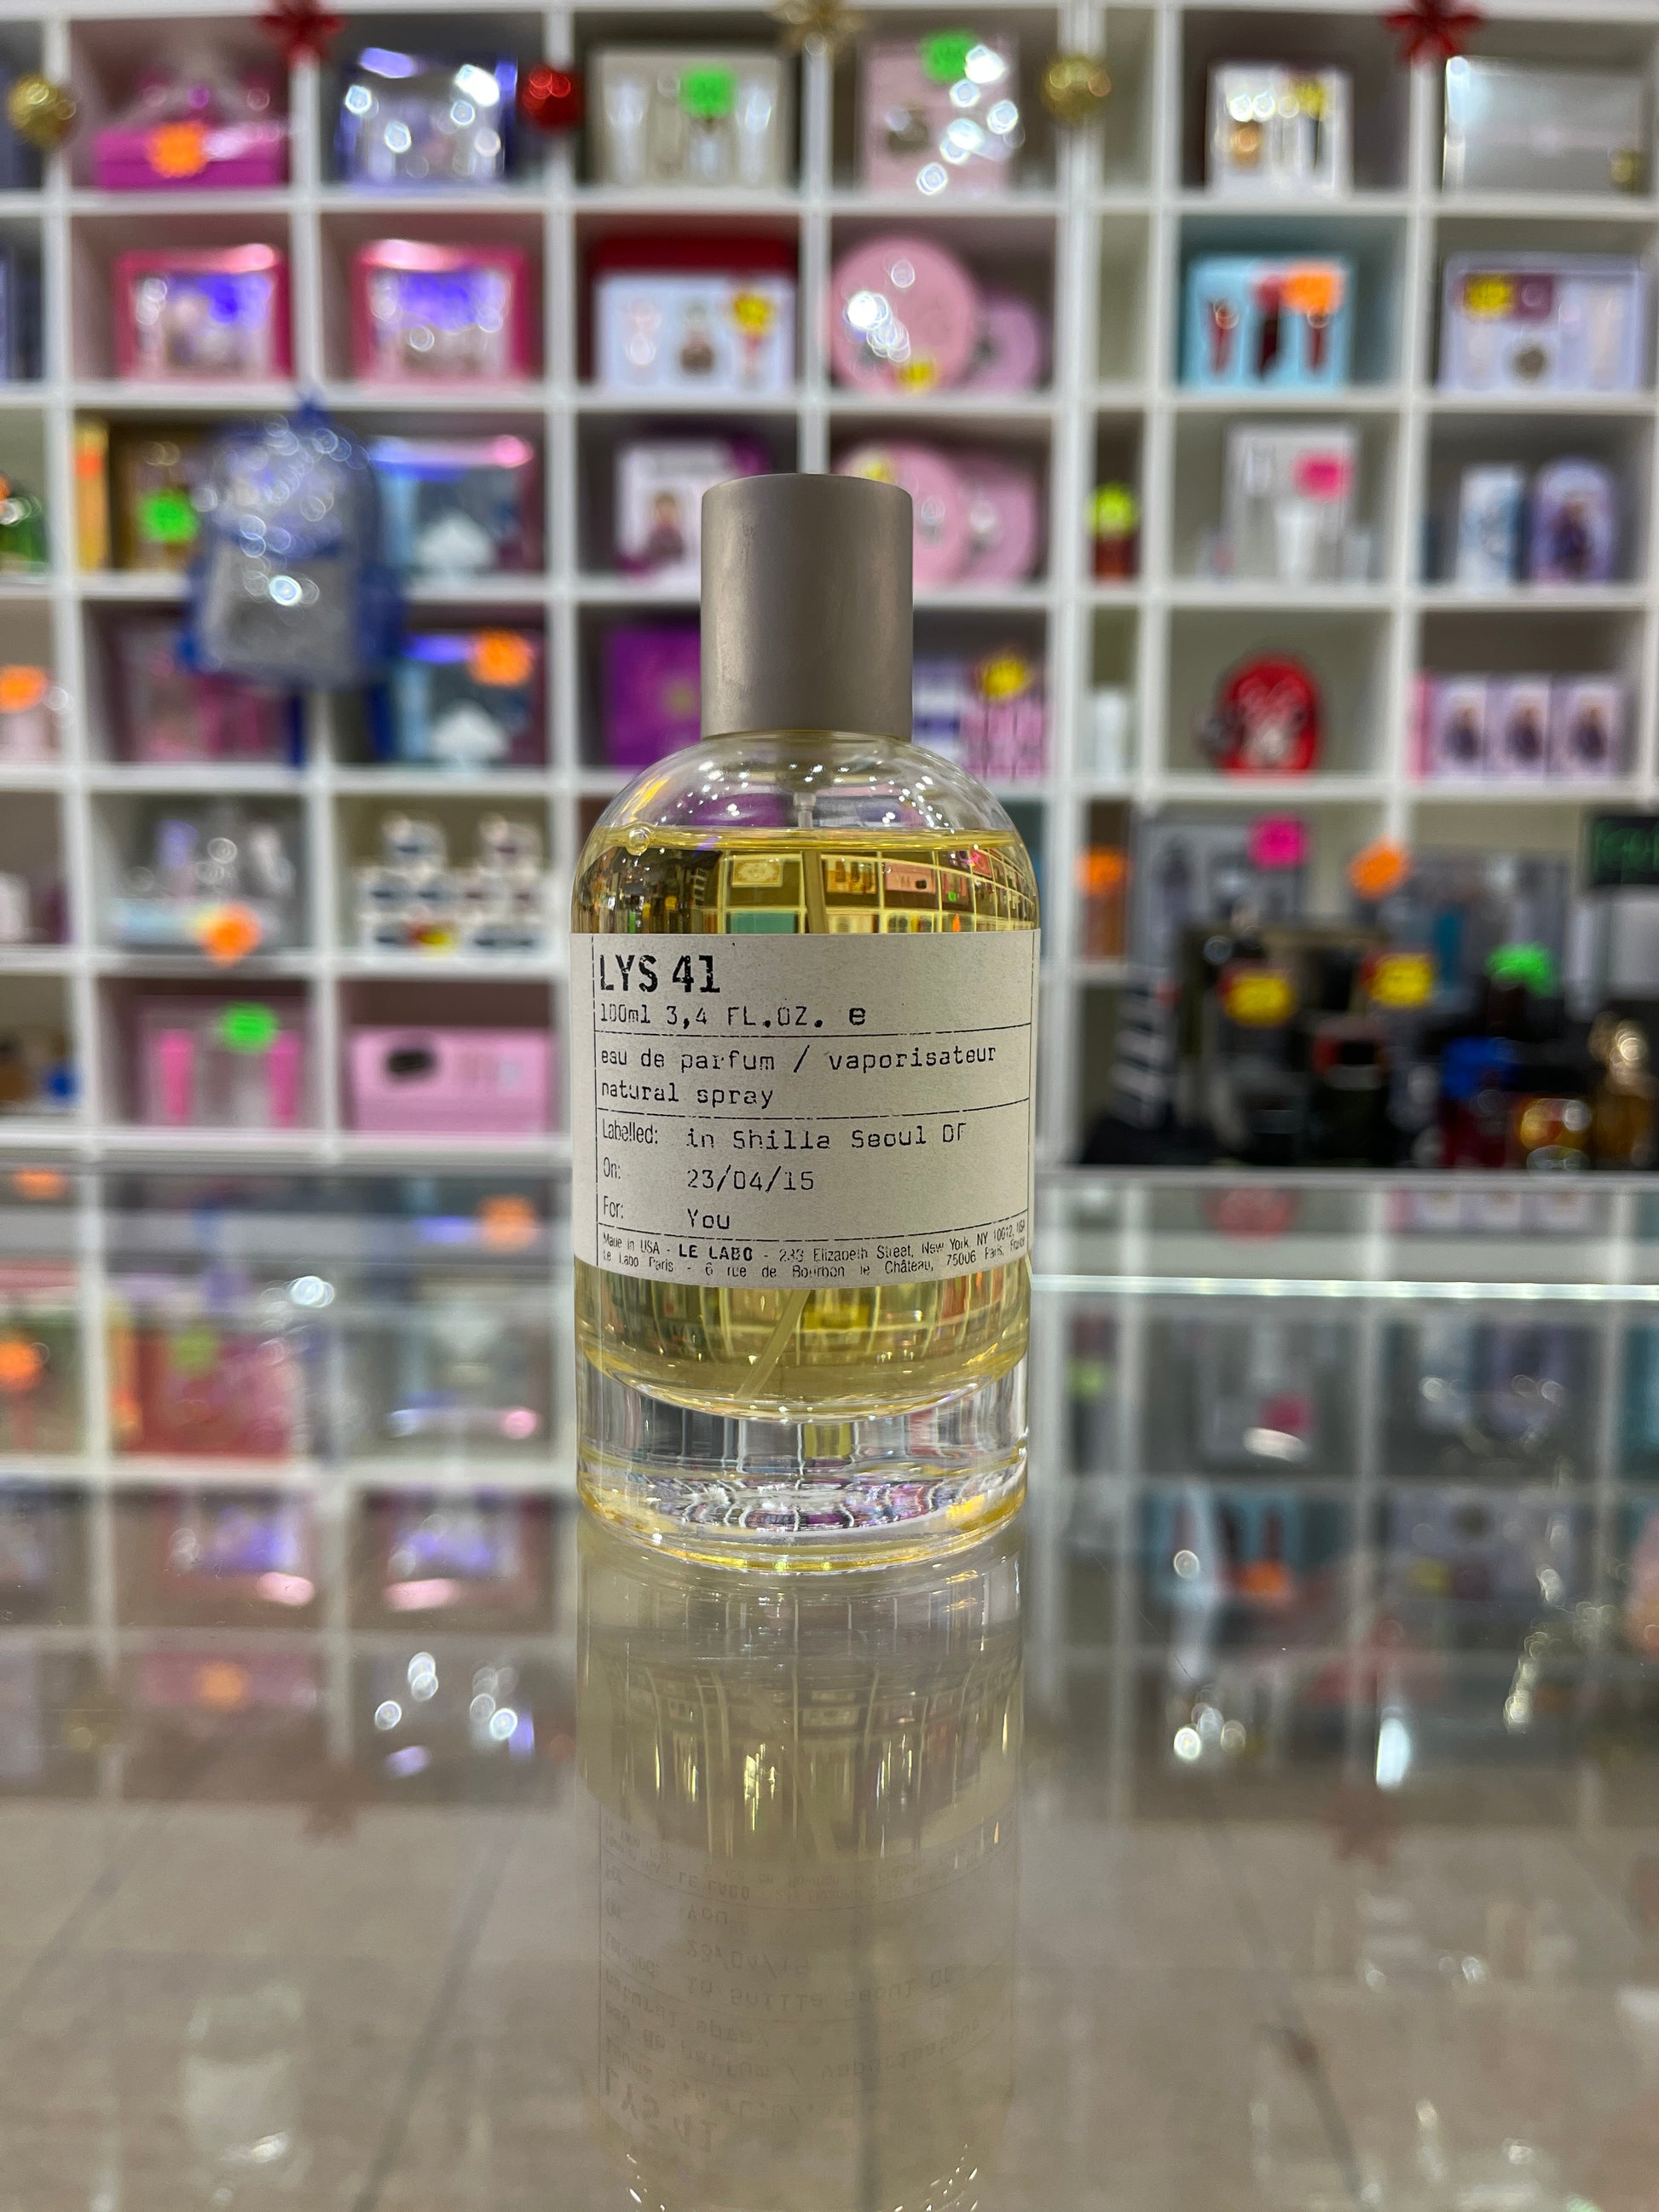 LYS 41
100ml 3,4 FL.OZ. e
eau de parfum / vaporisateur
natural spray
Labelled: in Shilla Seoul DF
On: 23/04/15
For: You
Made in USA - LE LABO - 233 Elizabeth Street, New York, NY 10012, USA
Le Labo Paris - 6 rue de Bourbon le Château, 75006 Paris, France